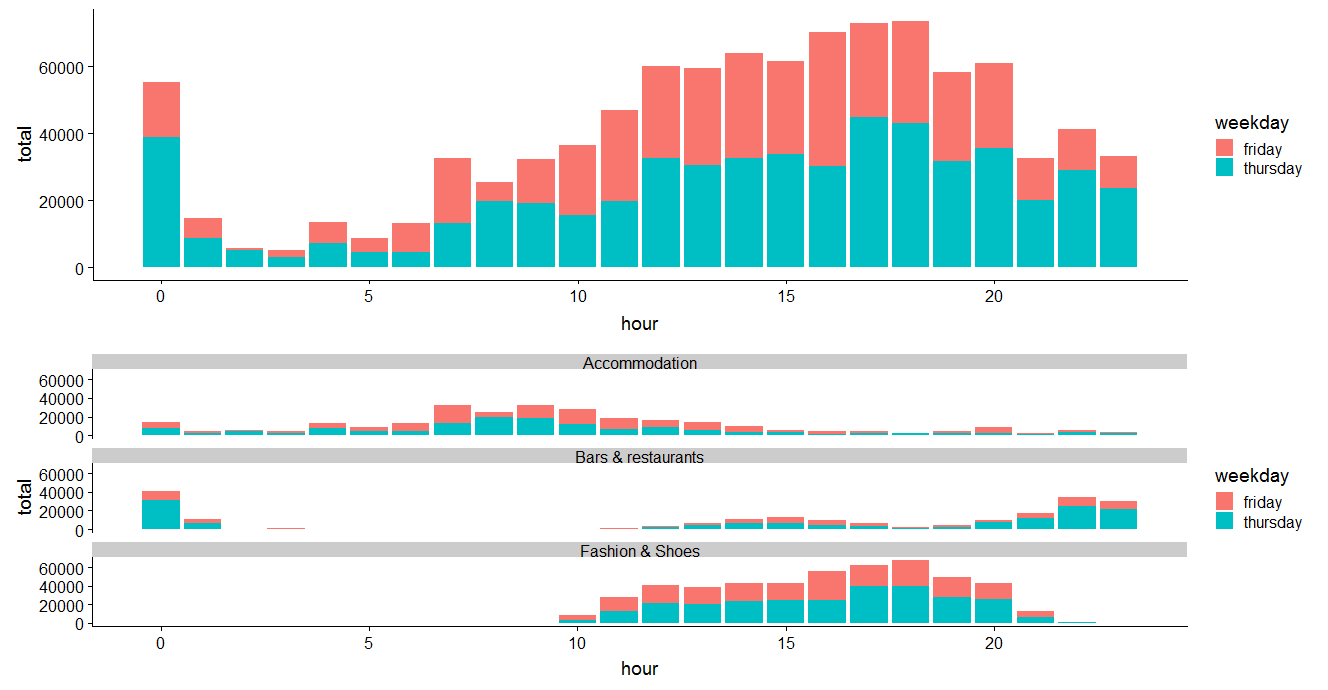 60000
40000
20000
0
total
0 5 10 15 20
hour
weekday
friday
thursday
Accommodation
60000
40000
20000
0
Bars & restaurants
60000
40000
20000
0
total
Fashion & Shoes
60000
40000
20000
0
0 5 10 15 20
hour
weekday
friday
thursday